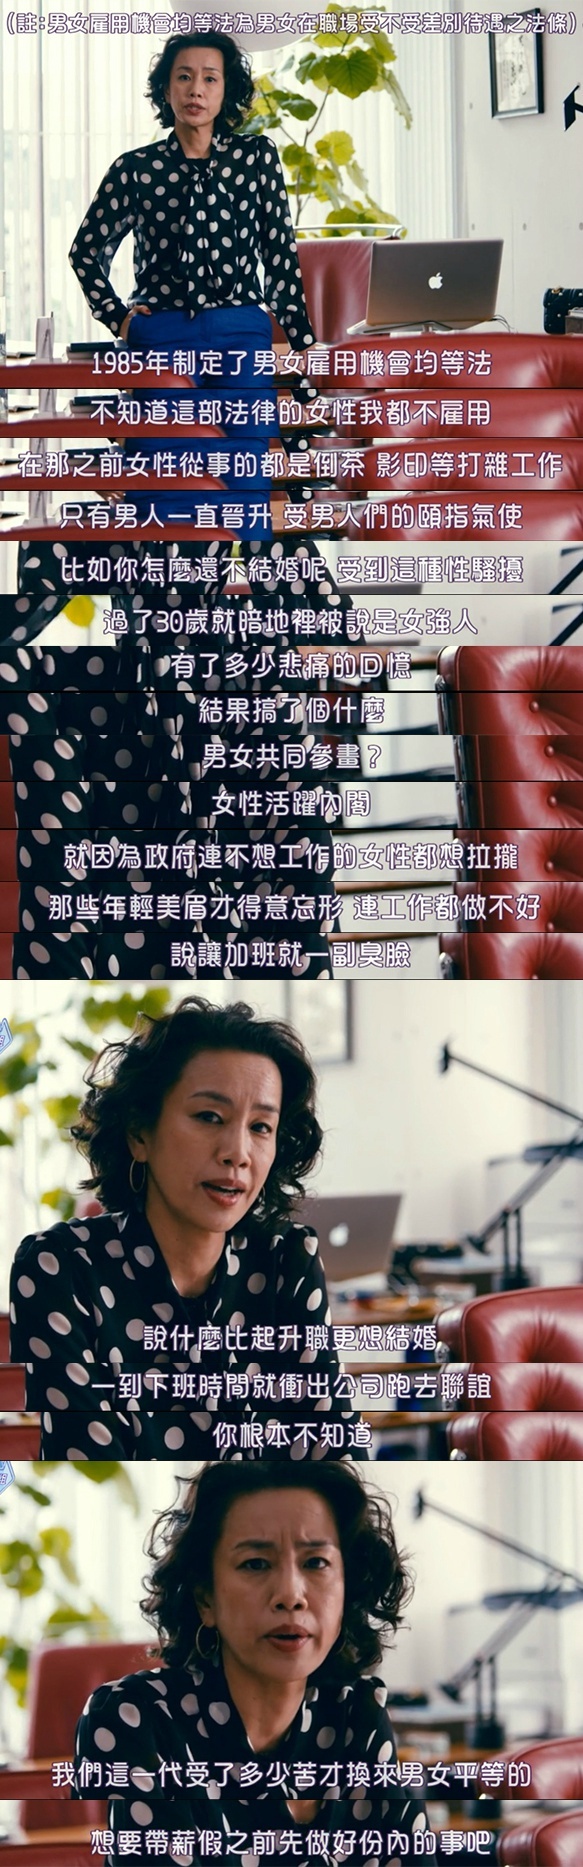 (註:男女雇用機會均等法為男女在職場受不受差別待遇之法條)
1985年制定了男女雇用機會均等法
不知道這部法律的女性我都不雇用
在那之前女性從事的都是倒茶 影印等打雜工作
只有男人一直晉升 受男人們的頤指氣使
比如你怎麼還不結婚呢 受到這種性騷擾
過了30歲就暗地裡被說是女強人
有了多少悲痛的回憶
結果搞了個什麼
男女共同參畫？
女性活躍內閣
就因為政府連不想工作的女性都想拉攏
那些年輕美眉才得意忘形 連工作都做不好
說讓加班就一副臭臉
說什麼比起升職更想結婚
一到下班時間就衝出公司跑去聯誼
你根本不知道
我們這一代受了多少苦才換來男女平等的
想要帶薪假之前先做好份內的事吧